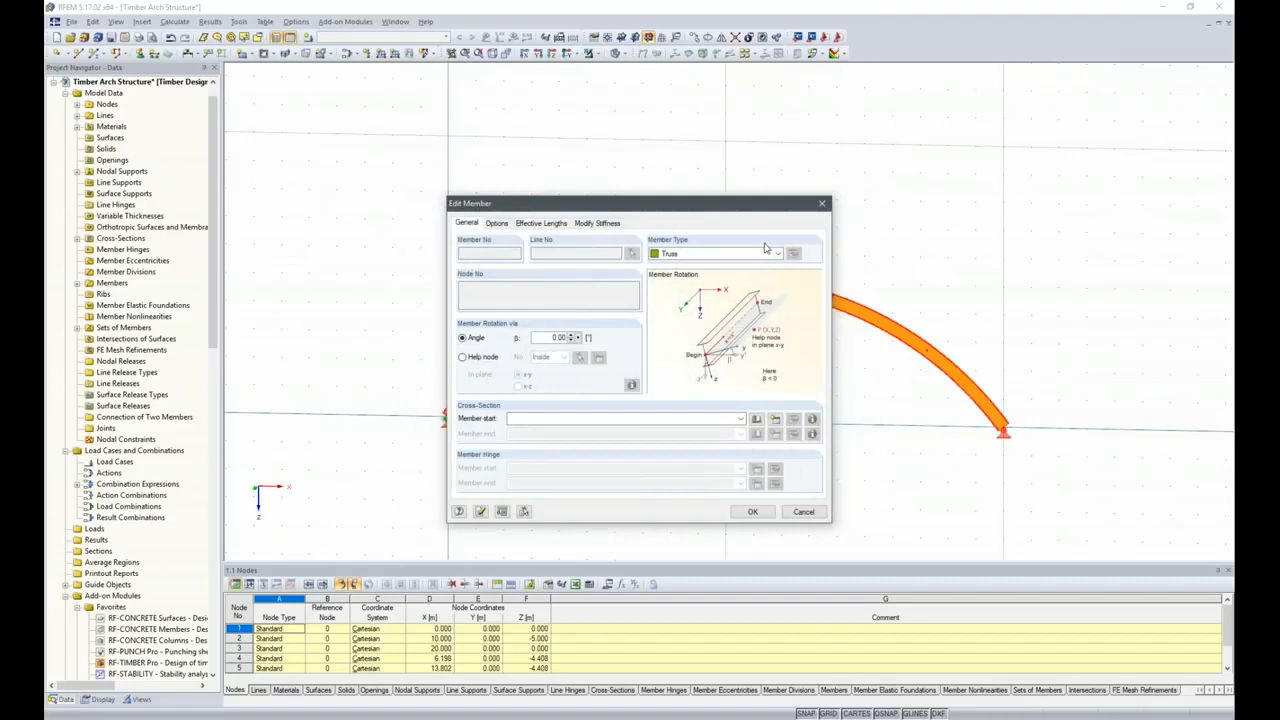 RFEM 5.17.02 x64 - [Timber Arch Structure*]
File Edit View Insert Calculate Results Tools Table Options Add-on Modules Window Help
Project Navigator - Data
Timber Arch Structure* [Timber Design
Model Data
Nodes
Lines
Materials
Surfaces
Solids
Openings
Nodal Supports
Line Supports
Surface Supports
Line Hinges
Variable Thicknesses
Orthotropic Surfaces and Membra
Cross-Sections
Member Hinges
Member Eccentricities
Member Divisions
Members
Ribs
Member Elastic Foundations
Member Nonlinearities
Sets of Members
Intersections of Surfaces
FE Mesh Refinements
Nodal Releases
Line Release Types
Line Releases
Surface Release Types
Surface Releases
Connection of Two Members
Joints
Nodal Constraints
Load Cases and Combinations
Load Cases
Actions
Combination Expressions
Action Combinations
Load Combinations
Result Combinations
Loads
Results
Sections
Average Regions
Printout Reports
Guide Objects
Add-on Modules
Favorites
RF-CONCRETE Surfaces - Desi
RF-CONCRETE Members - Des
RF-CONCRETE Columns - Desi
RF-PUNCH Pro - Punching she
RF-TIMBER Pro - Design of tim
RF-STABILITY - Stability analys
Data Display Views
Edit Member
General Options Effective Lengths Modify Stiffness
Member No. Line No. Member Type
Truss
Node No. Member Rotation
Member Rotation via
Angle β: 0.00 [°]
Help node No. Inside
In plane: x-y
x-z
X
Y
Z
End
P (X,Y,Z)
Help node
in plane x-y
Begin
Here
β < 0
Cross-Section
Member start:
Member end:
Member Hinge
Member start:
Member end:
OK Cancel
x
z
1.1 Nodes
A B C D E F G
Node No. Node Type Reference Node Coordinate System Node Coordinates X [m] Y [m] Z [m] Comment
1 Standard 0 Cartesian 0.000 0.000 0.000
2 Standard 0 Cartesian 10.000 0.000 -5.000
3 Standard 0 Cartesian 20.000 0.000 0.000
4 Standard 0 Cartesian 6.198 0.000 -4.408
5 Standard 0 Cartesian 13.802 0.000 -4.408
Nodes Lines Materials Surfaces Solids Openings Nodal Supports Line Supports Surface Supports Line Hinges Cross-Sections Member Hinges Member Eccentricities Member Divisions Members Member Elastic Foundations Member Nonlinearities Sets of Members Intersections FE Mesh Refinements
SNAP GRID CARTES OSNAP GLINES DXF